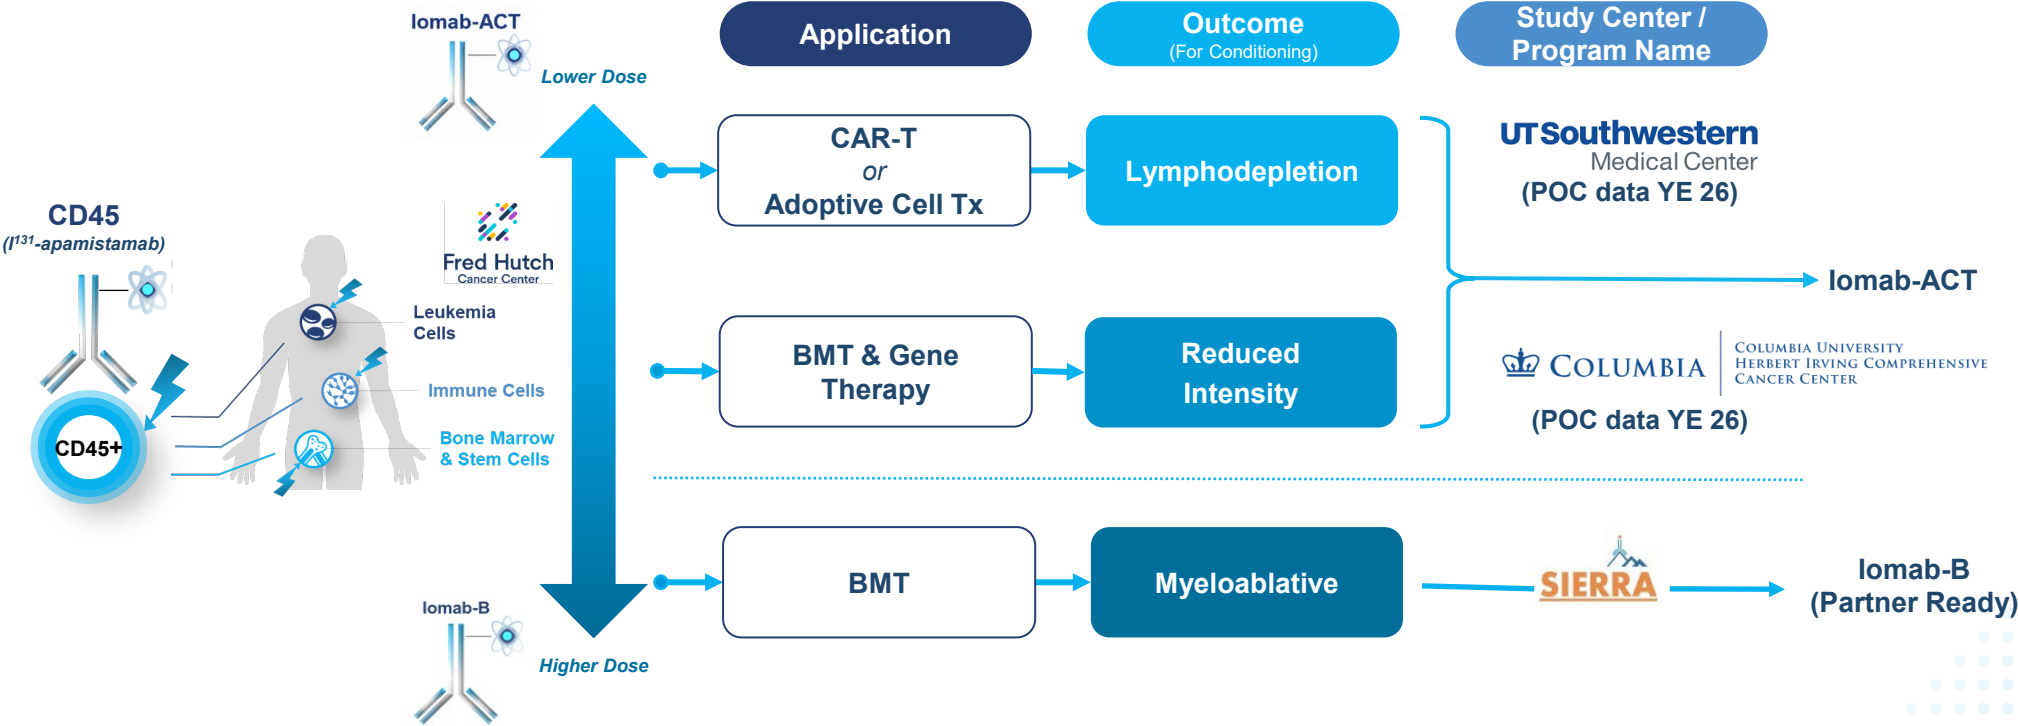 Iomab-ACT
Lower Dose
Application
Outcome
(For Conditioning)
Study Center /
Program Name
CD45
(I¹³¹-apamistamab)
CD45+
Fred Hutch
Cancer Center
Leukemia
Cells
Immune Cells
Bone Marrow
& Stem Cells
CAR-T
or
Adoptive Cell Tx
Lymphodepletion
UTSouthwestern
Medical Center
(POC data YE 26)
Iomab-ACT
BMT & Gene
Therapy
Reduced
Intensity
COLUMBIA
COLUMBIA UNIVERSITY
HERBERT IRVING COMPREHENSIVE
CANCER CENTER
(POC data YE 26)
Iomab-B
Higher Dose
BMT
Myeloablative
SIERRA
Iomab-B
(Partner Ready)